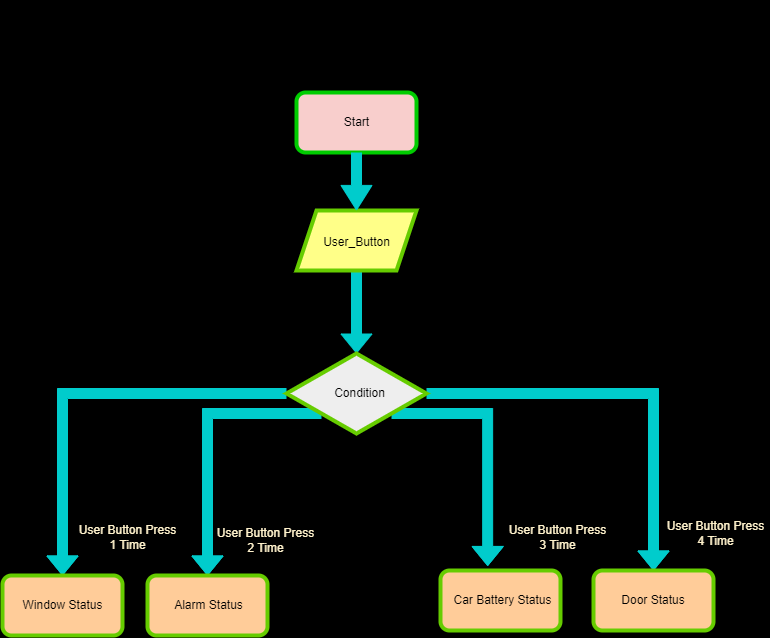 Start
User_Button
Condition
User Button Press
1 Time
User Button Press
2 Time
User Button Press
3 Time
User Button Press
4 Time
Window Status
Alarm Status
Car Battery Status
Door Status